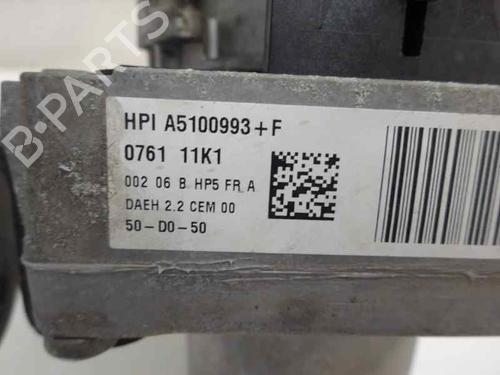 HPI A5100993+F
0761 11K1
002 06 B HP5 FR A
DAEH 2.2 CEM 00
50-D0-50
B-PARTS